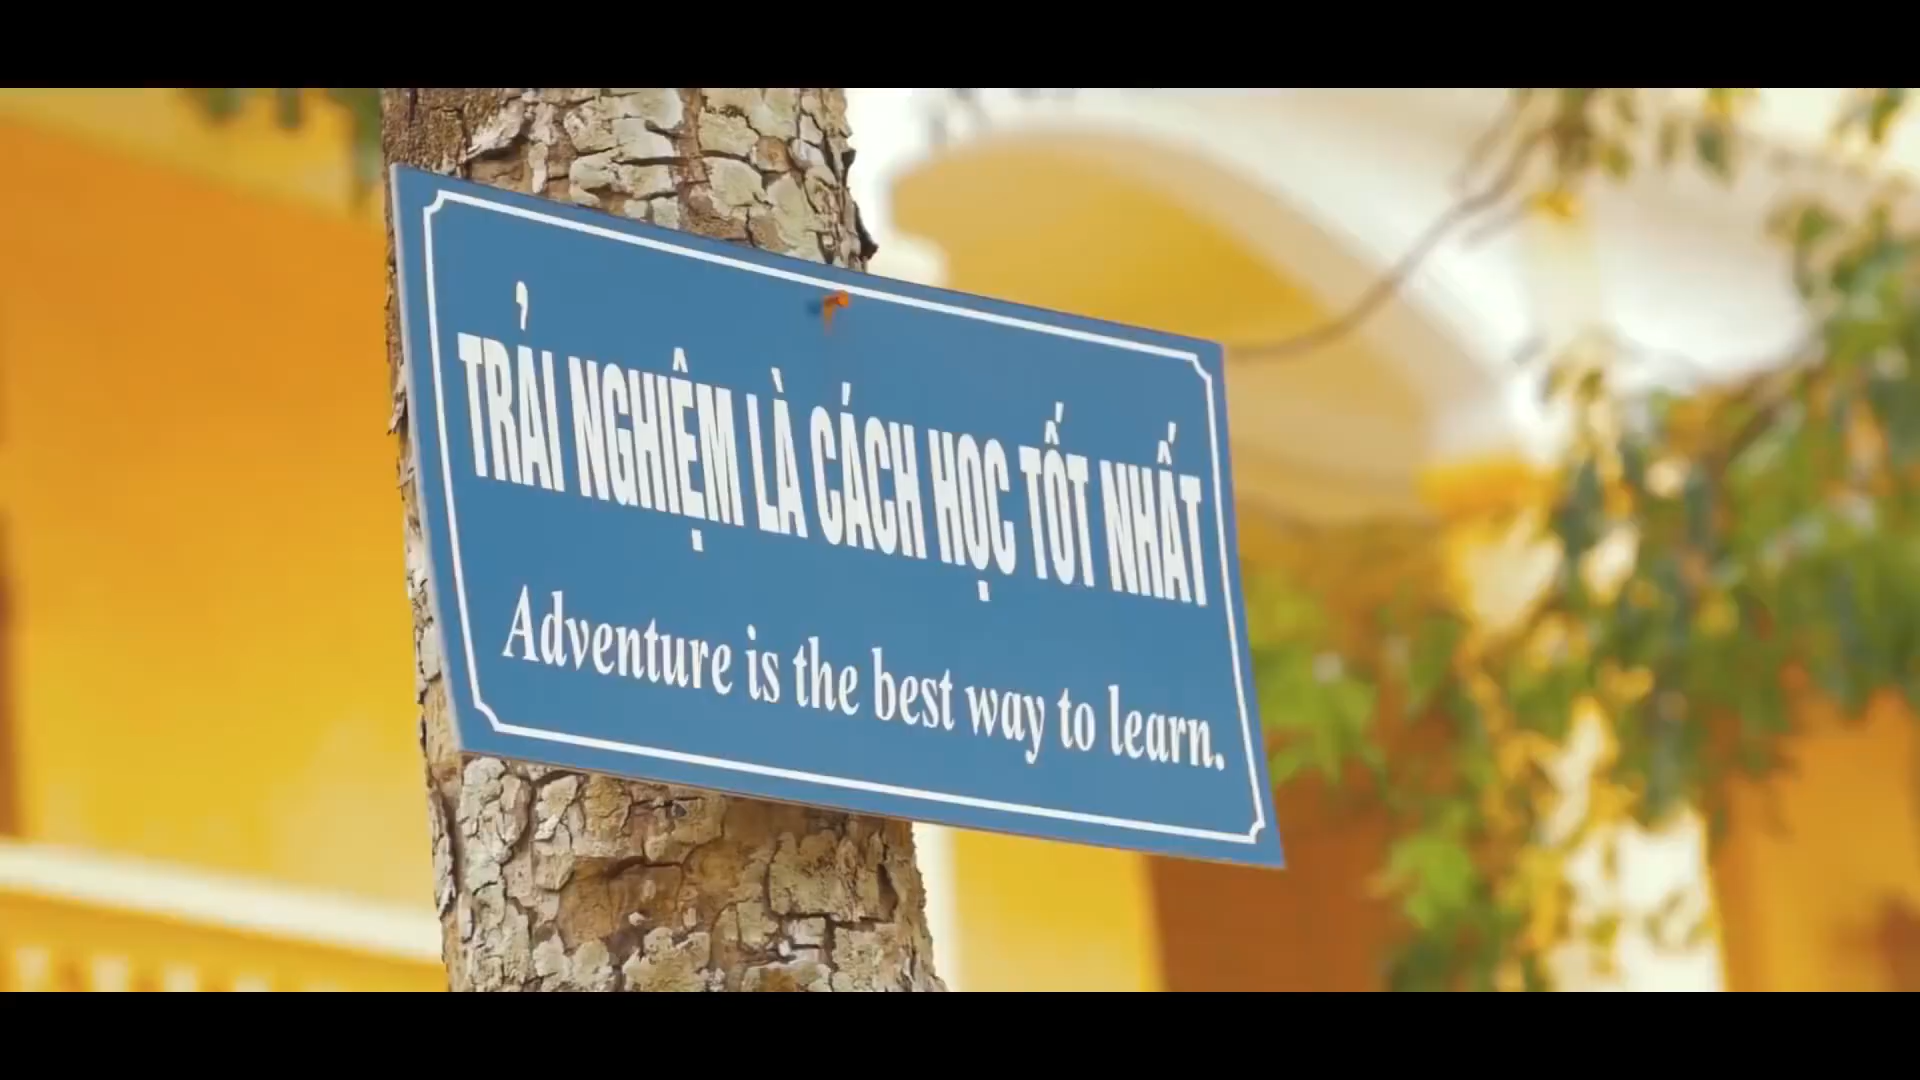 TRẢI NGHIỆM LÀ CÁCH HỌC TỐT NHẤT
Adventure is the best way to learn.